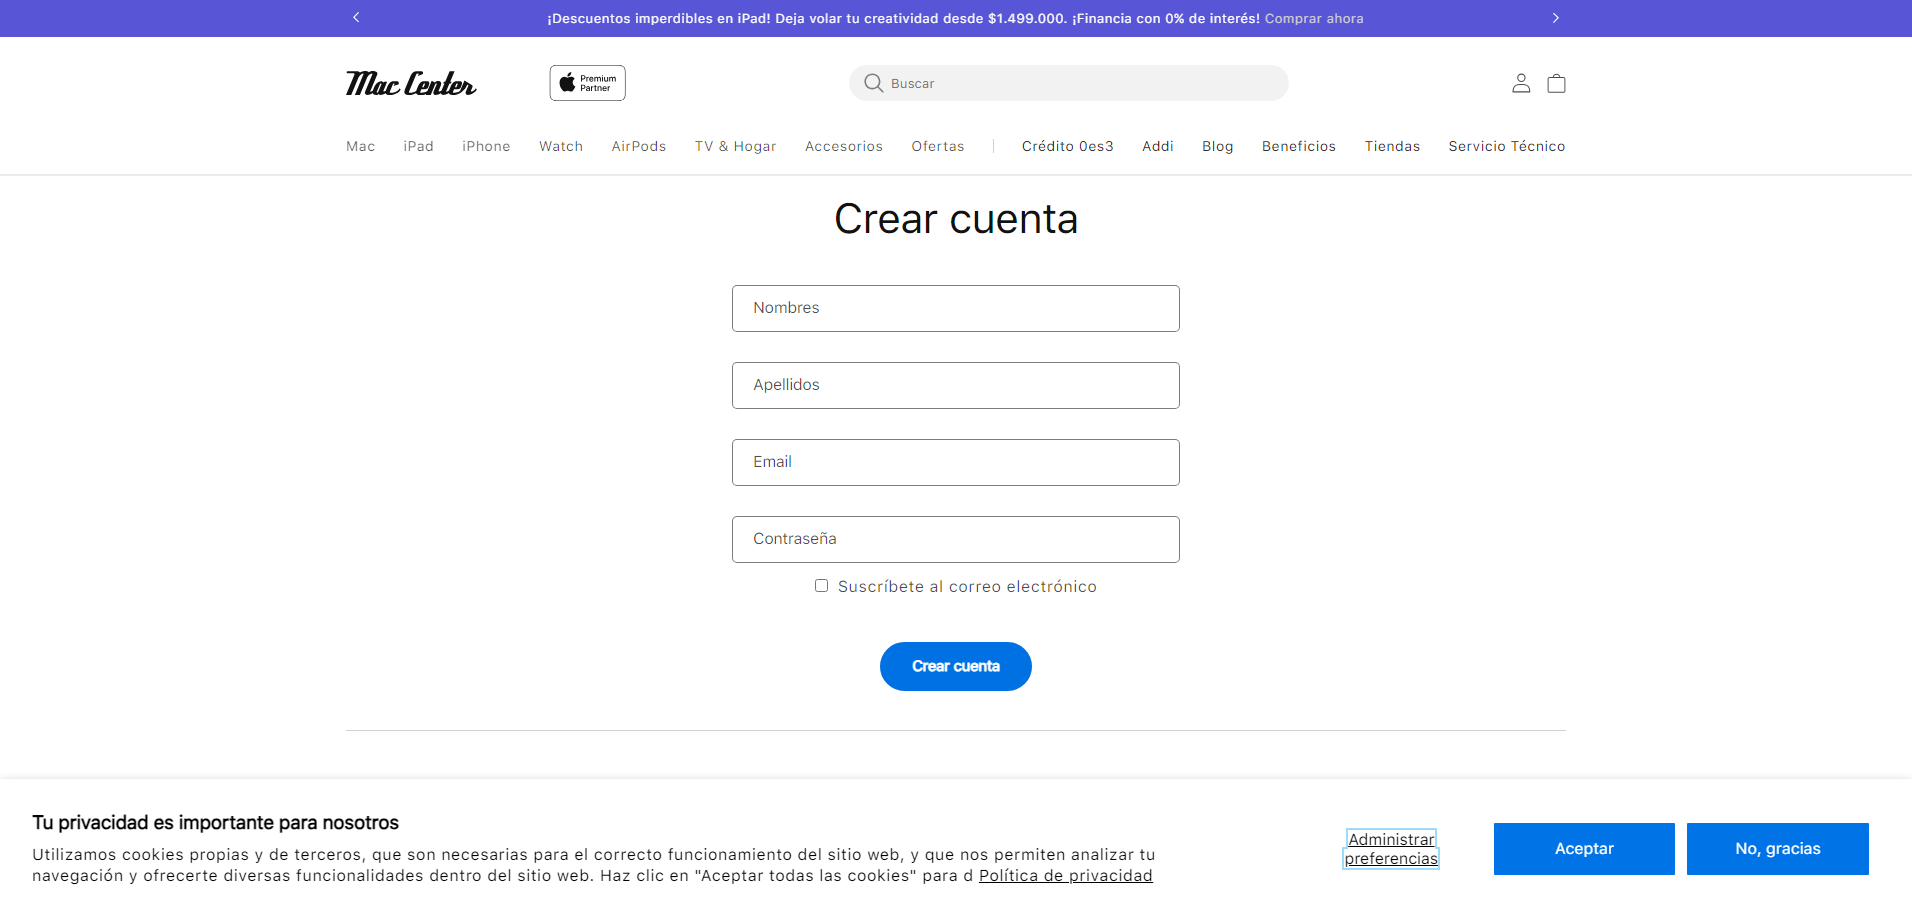 ¡Descuentos imperdibles en iPad! Deja volar tu creatividad desde $1.499.000. ¡Financia con 0% de interés! Comprar ahora
Mac Center
Premium
Partner
Buscar
Mac iPad iPhone Watch AirPods TV & Hogar Accesorios Ofertas Crédito 0es3 Addi Blog Beneficios Tiendas Servicio Técnico
Crear cuenta
Nombres
Apellidos
Email
Contraseña
Suscríbete al correo electrónico
Crear cuenta
Tu privacidad es importante para nosotros
Utilizamos cookies propias y de terceros, que son necesarias para el correcto funcionamiento del sitio web, y que nos permiten analizar tu
navegación y ofrecerte diversas funcionalidades dentro del sitio web. Haz clic en "Aceptar todas las cookies" para d Política de privacidad
Administrar
preferencias
Aceptar
No, gracias